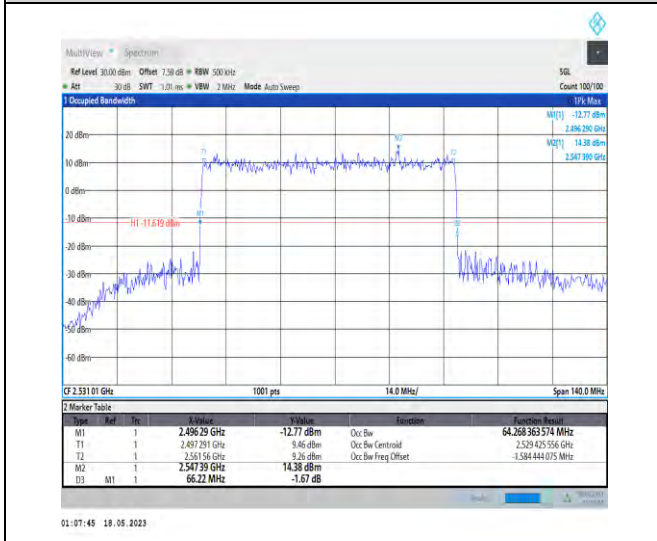 MultiView Spectrum
Ref Level 30.00 dBm Offset 7.59 dB RBW 500 kHz SGL
Att 30 dB SWT 1.01 ms VBW 2 MHz Mode Auto Sweep Count 100/100
1 Occupied Bandwidth 1Pk Max
M1[1] -12.77 dBm
2.496 290 GHz
M2[1] 14.38 dBm
2.547 390 GHz
20 dBm
M2
T1 T2
10 dBm
0 dBm
M1
-10 dBm
H1 -11.619 dBm
-20 dBm
-30 dBm
-40 dBm
-50 dBm
-60 dBm
CF 2.531 01 GHz 1001 pts 14.0 MHz/ Span 140.0 MHz
2 Marker Table
Type Ref Trc X-Value Y-Value Function Function Result
M1 1 2.496 29 GHz -12.77 dBm Occ Bw 64.268 363 574 MHz
T1 1 2.497 291 GHz 9.46 dBm Occ Bw Centroid 2.529 425 556 GHz
T2 1 2.561 56 GHz 9.26 dBm Occ Bw Freq Offset -1.584 444 075 MHz
M2 1 2.547 39 GHz 14.38 dBm
D3 M1 1 66.22 MHz -1.67 dB
01:07:45 18.05.2023